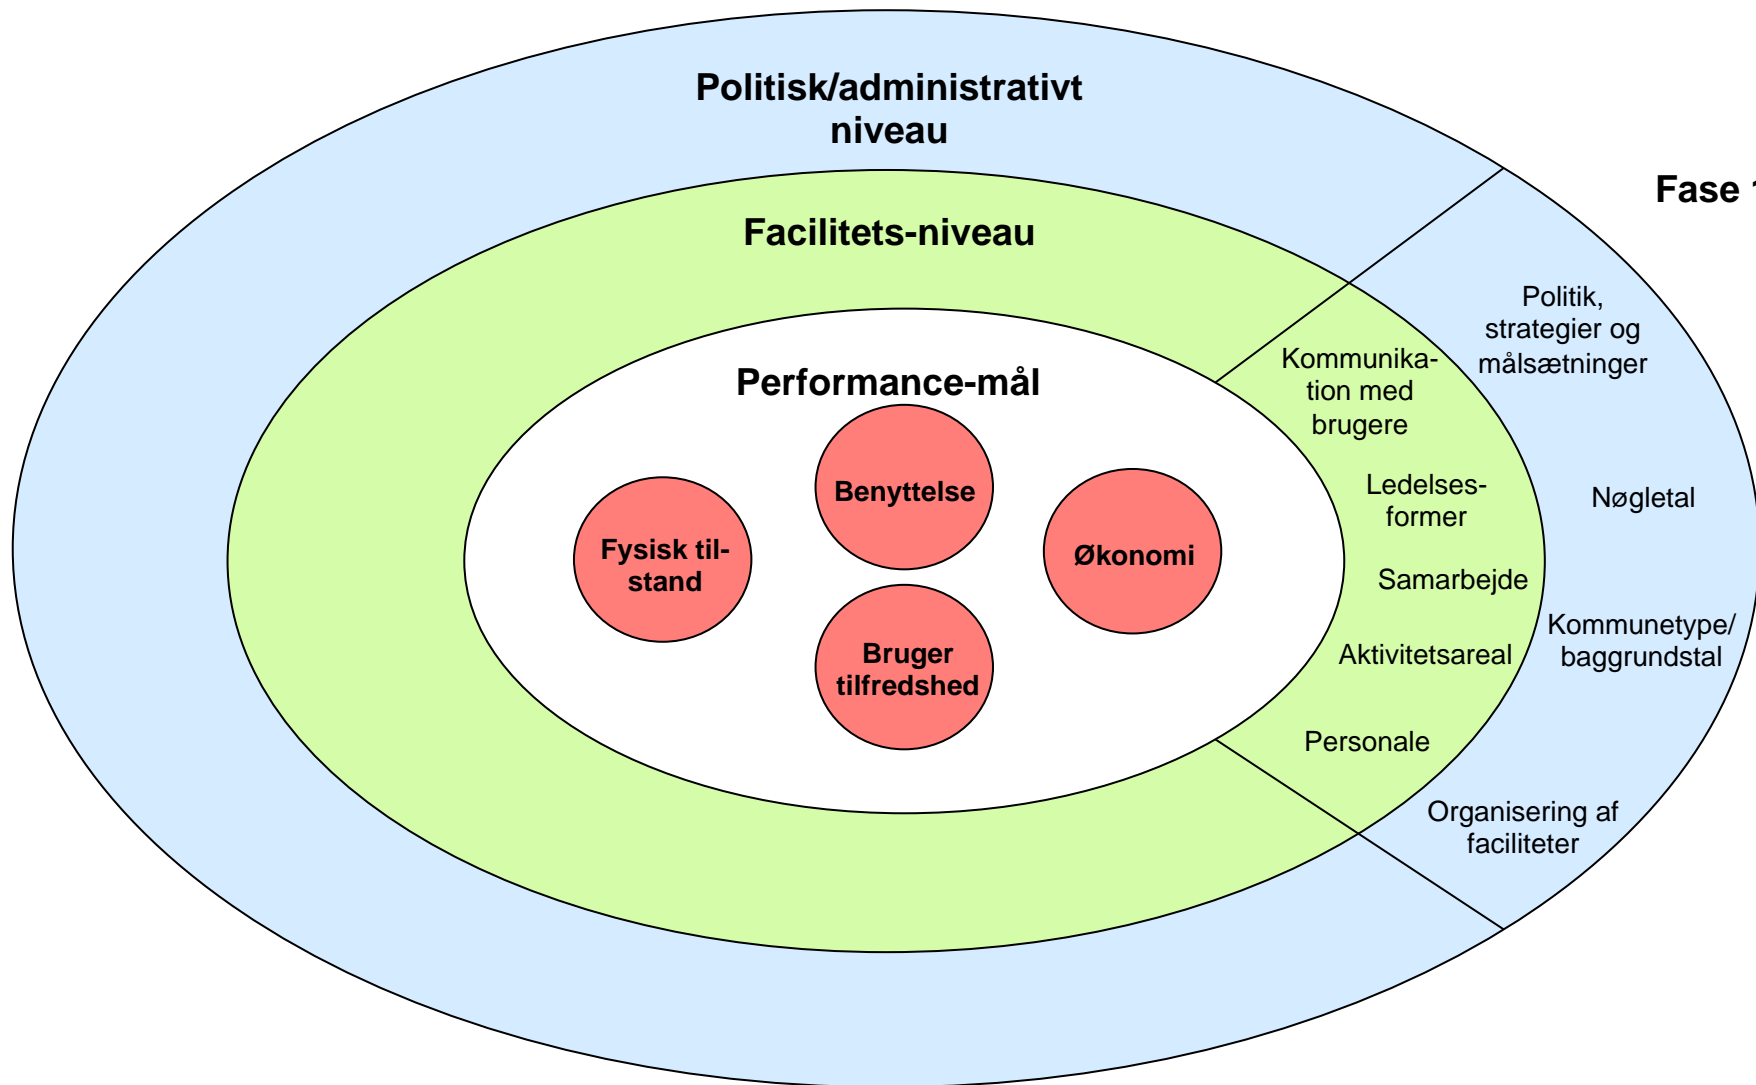 Politisk/administrativt
niveau
Fase 1
Facilitets-niveau
Performance-mål
Benyttelse
Fysisk til-
stand
Økonomi
Bruger
tilfredshed
Kommunika-
tion med
brugere
Ledelses-
former
Samarbejde
Aktivitetsareal
Personale
Politik,
strategier og
målsætninger
Nøgletal
Kommunetype/
baggrundstal
Organisering af
faciliteter